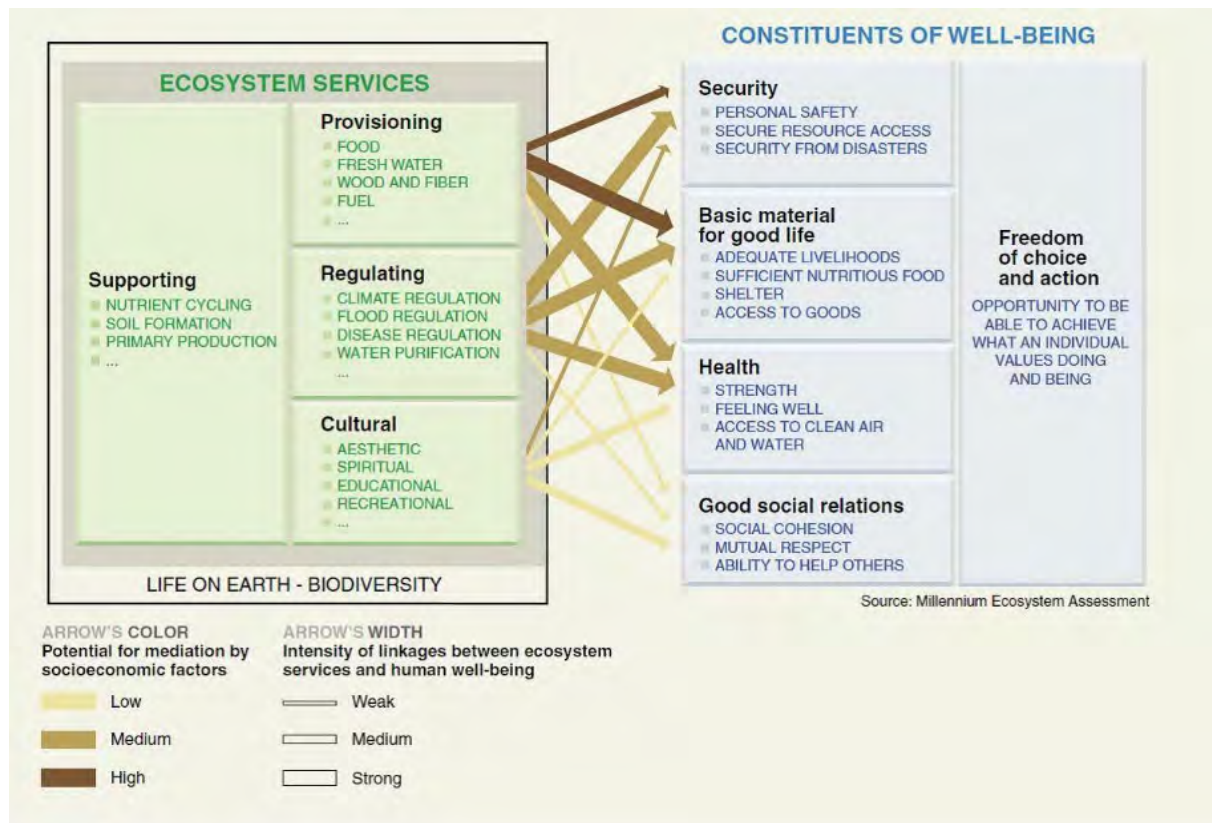 CONSTITUENTS OF WELL-BEING
ECOSYSTEM SERVICES
Supporting
NUTRIENT CYCLING
SOIL FORMATION
PRIMARY PRODUCTION
...
Provisioning
FOOD
FRESH WATER
WOOD AND FIBER
FUEL
...
Regulating
CLIMATE REGULATION
FLOOD REGULATION
DISEASE REGULATION
WATER PURIFICATION
...
Cultural
AESTHETIC
SPIRITUAL
EDUCATIONAL
RECREATIONAL
...
LIFE ON EARTH - BIODIVERSITY
Security
PERSONAL SAFETY
SECURE RESOURCE ACCESS
SECURITY FROM DISASTERS
Basic material
for good life
ADEQUATE LIVELIHOODS
SUFFICIENT NUTRITIOUS FOOD
SHELTER
ACCESS TO GOODS
Health
STRENGTH
FEELING WELL
ACCESS TO CLEAN AIR
AND WATER
Good social relations
SOCIAL COHESION
MUTUAL RESPECT
ABILITY TO HELP OTHERS
Freedom
of choice
and action
OPPORTUNITY TO BE
ABLE TO ACHIEVE
WHAT AN INDIVIDUAL
VALUES DOING
AND BEING
Source: Millennium Ecosystem Assessment
ARROW'S COLOR
Potential for mediation by
socioeconomic factors
Low
Medium
High
ARROW'S WIDTH
Intensity of linkages between ecosystem
services and human well-being
Weak
Medium
Strong